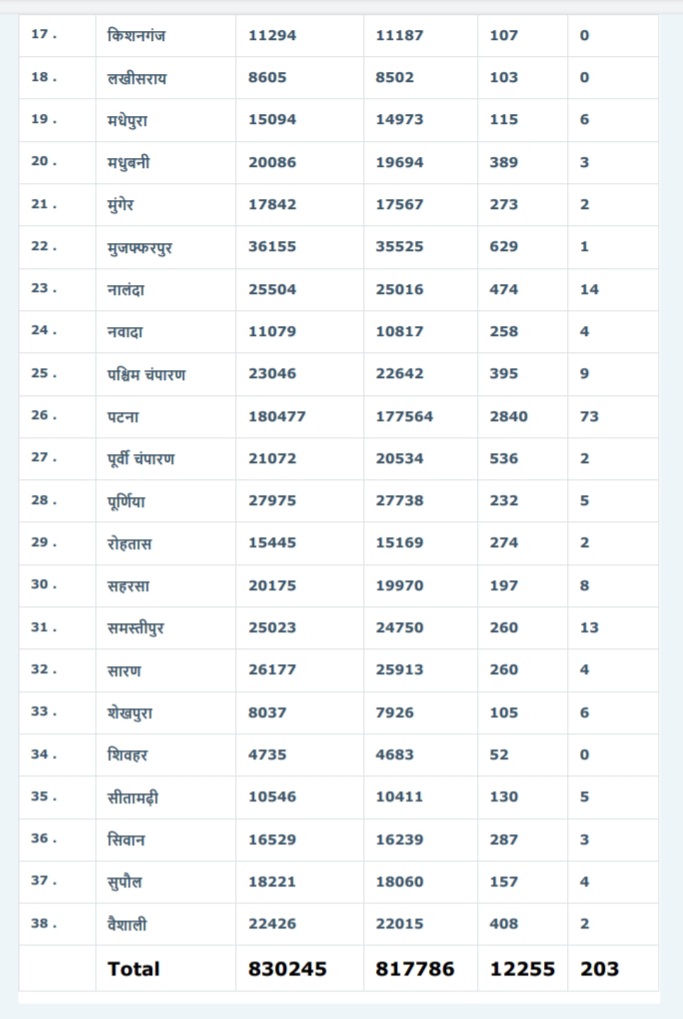 17 . किशनगंज 11294 11187 107 0
18 . लखीसराय 8605 8502 103 0
19 . मधेपुरा 15094 14973 115 6
20 . मधुबनी 20086 19694 389 3
21 . मुंगेर 17842 17567 273 2
22 . मुजफ्फरपुर 36155 35525 629 1
23 . नालंदा 25504 25016 474 14
24 . नवादा 11079 10817 258 4
25 . पश्चिम चंपारण 23046 22642 395 9
26 . पटना 180477 177564 2840 73
27 . पूर्वी चंपारण 21072 20534 536 2
28 . पूर्णिया 27975 27738 232 5
29 . रोहतास 15445 15169 274 2
30 . सहरसा 20175 19970 197 8
31 . समस्तीपुर 25023 24750 260 13
32 . सारण 26177 25913 260 4
33 . शेखपुरा 8037 7926 105 6
34 . शिवहर 4735 4683 52 0
35 . सीतामढ़ी 10546 10411 130 5
36 . सिवान 16529 16239 287 3
37 . सुपौल 18221 18060 157 4
38 . वैशाली 22426 22015 408 2
Total 830245 817786 12255 203